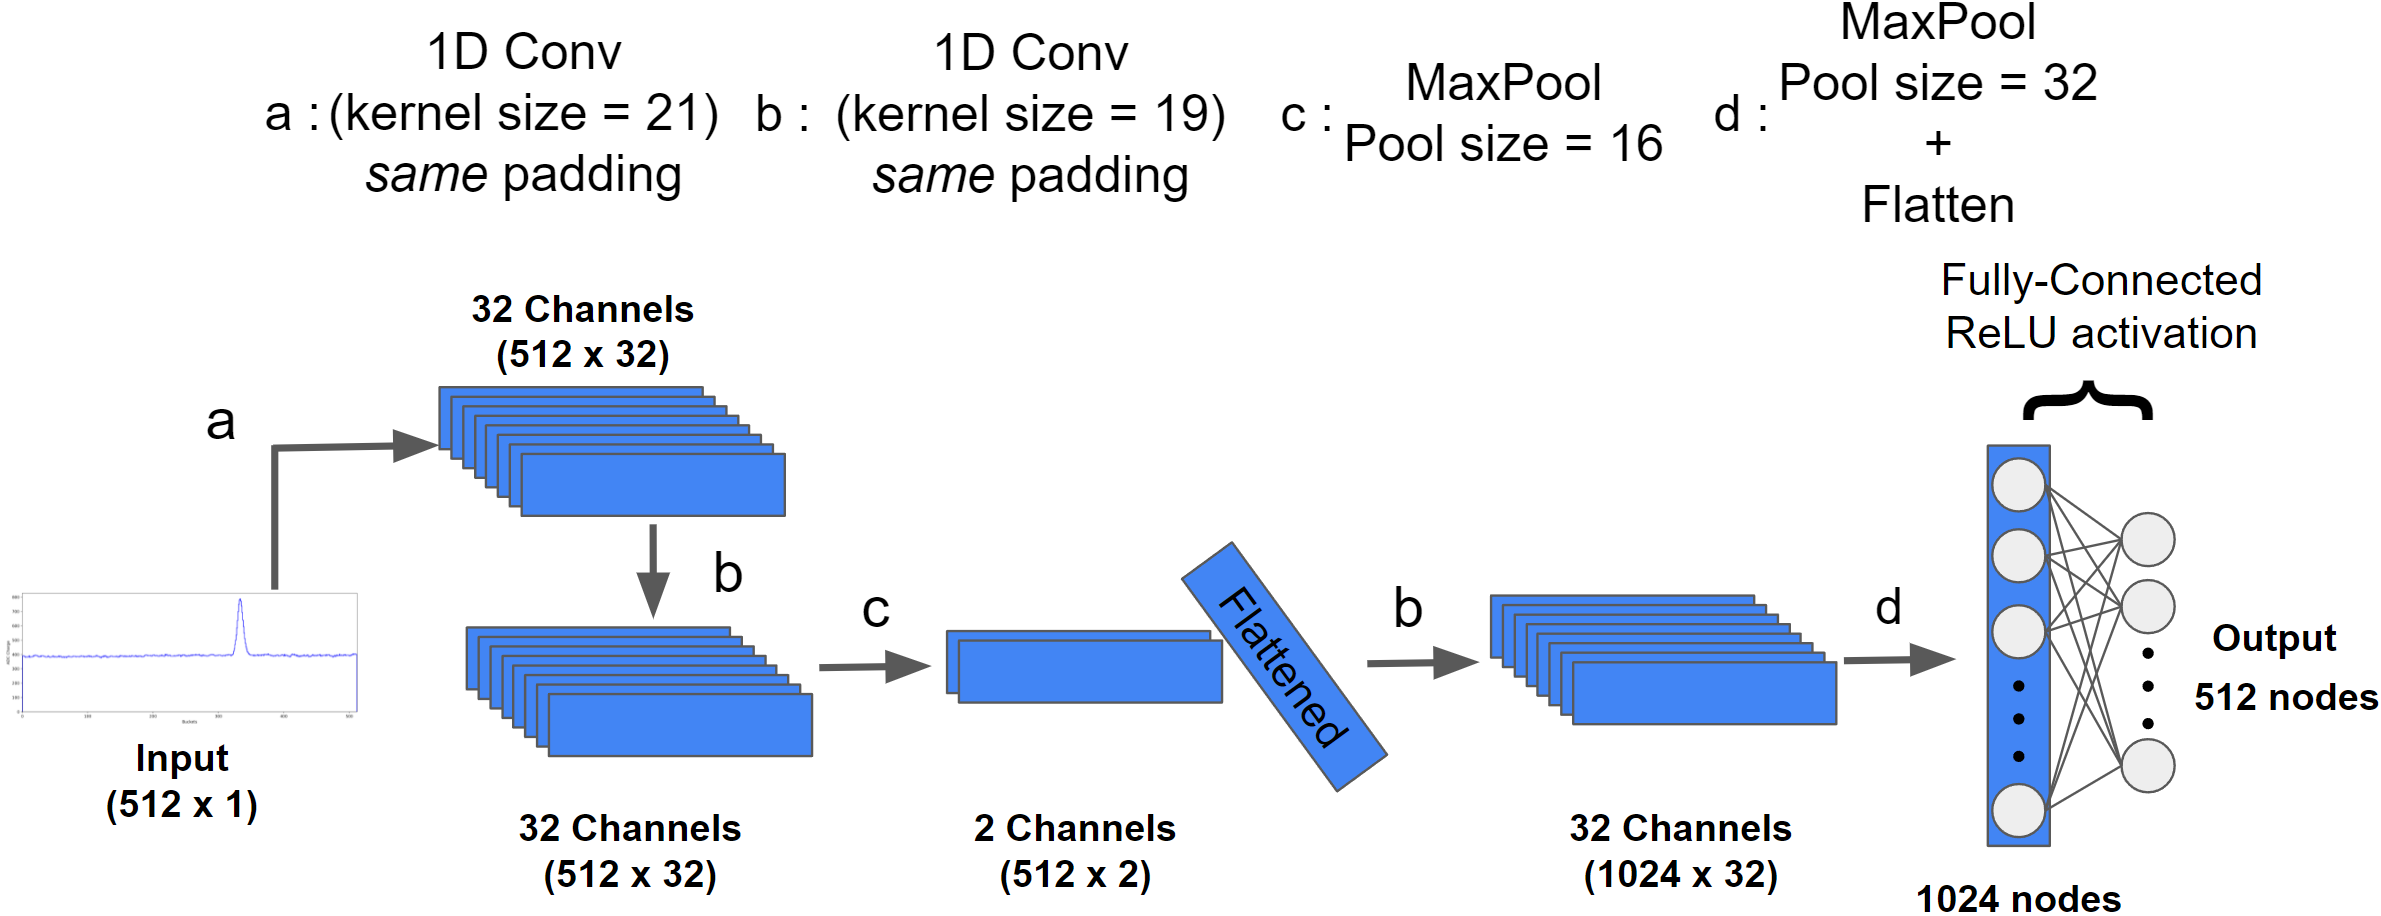 1D Conv
a : (kernel size = 21)
same padding
1D Conv
b : (kernel size = 19)
same padding
MaxPool
c :
Pool size = 16
MaxPool
Pool size = 32
d :
+
Flatten
Fully-Connected
ReLU activation
32 Channels
(512 x 32)
a
b
c
Flattened
b
d
Output
512 nodes
Input
(512 x 1)
32 Channels
(512 x 32)
2 Channels
(512 x 2)
32 Channels
(1024 x 32)
1024 nodes